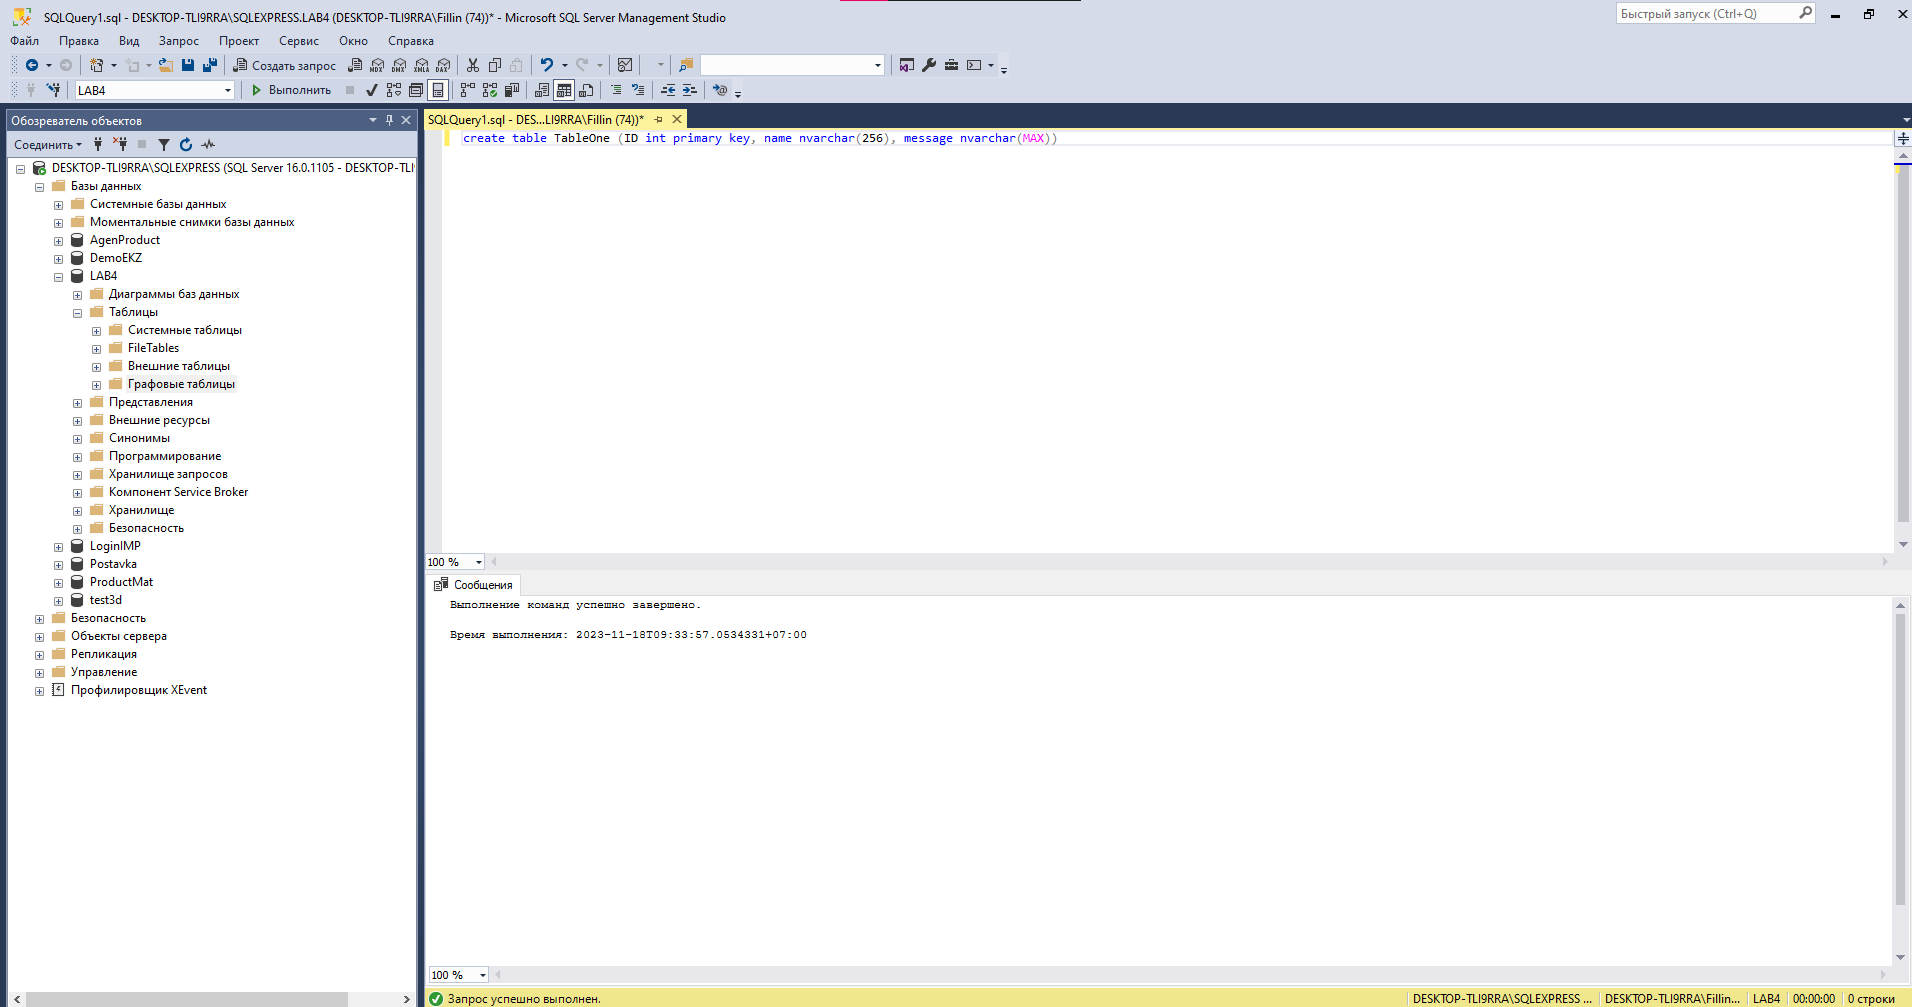 SQLQuery1.sql - DESKTOP-TLI9RRA\SQLEXPRESS.LAB4 (DESKTOP-TLI9RRA\Fillin (74))* - Microsoft SQL Server Management Studio
Быстрый запуск (Ctrl+Q)
Файл Правка Вид Запрос Проект Сервис Окно Справка
Создать запрос MDX DMX XMLA DAX
LAB4 Выполнить
Обозреватель объектов
Соединить
DESKTOP-TLI9RRA\SQLEXPRESS (SQL Server 16.0.1105 - DESKTOP-TLI
Базы данных
Системные базы данных
Моментальные снимки базы данных
AgenProduct
DemoEKZ
LAB4
Диаграммы баз данных
Таблицы
Системные таблицы
FileTables
Внешние таблицы
Графовые таблицы
Представления
Внешние ресурсы
Синонимы
Программирование
Хранилище запросов
Компонент Service Broker
Хранилище
Безопасность
LoginIMP
Postavka
ProductMat
test3d
Безопасность
Объекты сервера
Репликация
Управление
Профилировщик XEvent
SQLQuery1.sql - DES...LI9RRA\Fillin (74))*
create table TableOne (ID int primary key, name nvarchar(256), message nvarchar(MAX))
100 %
Сообщения
Выполнение команд успешно завершено.
Время выполнения: 2023-11-18T09:33:57.0534331+07:00
100 %
Запрос успешно выполнен.
DESKTOP-TLI9RRA\SQLEXPRESS ... DESKTOP-TLI9RRA\Fillin... LAB4 00:00:00 0 строки